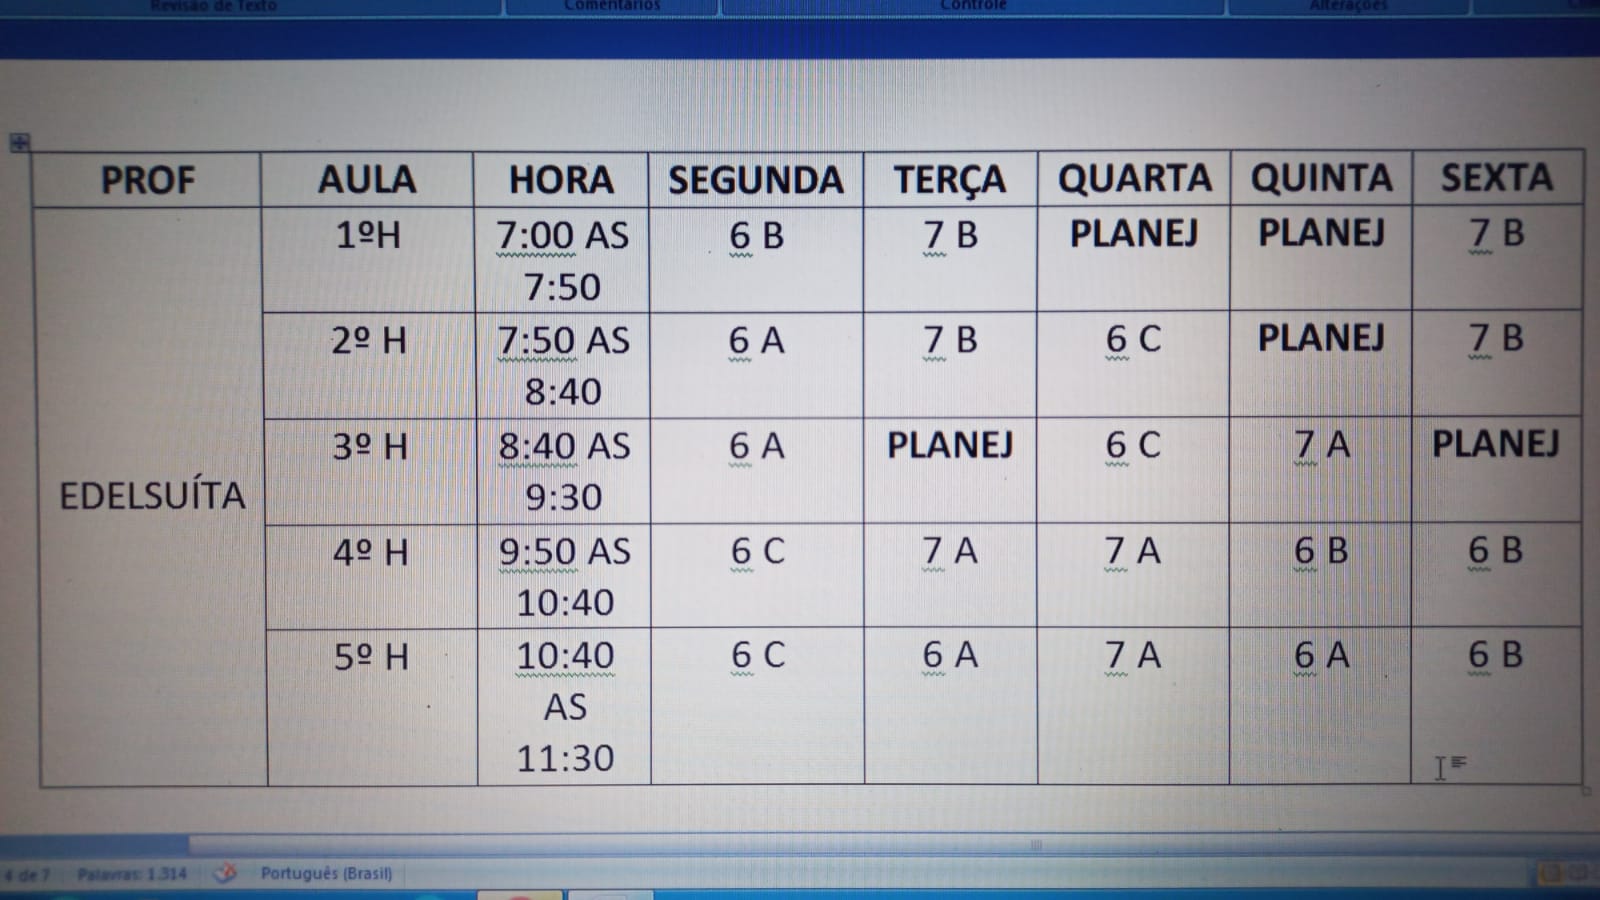 Revisão de Texto Comentários Controle Alterações
PROF AULA HORA SEGUNDA TERÇA QUARTA QUINTA SEXTA
1ºH 7:00 AS 6 B 7 B PLANEJ PLANEJ 7 B
7:50
2º H 7:50 AS 6 A 7 B 6 C PLANEJ 7 B
8:40
3º H 8:40 AS 6 A PLANEJ 6 C 7 A PLANEJ
EDELSUÍTA 9:30
4º H 9:50 AS 6 C 7 A 7 A 6 B 6 B
10:40
5º H 10:40 6 C 6 A 7 A 6 A 6 B
AS
11:30
4 de 7 Palavras: 1.314 Português (Brasil)